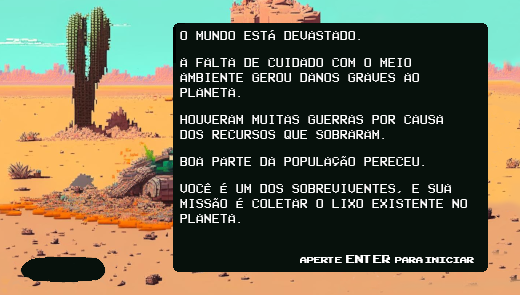 O MUNDO ESTÁ DEVASTADO.
A FALTA DE CUIDADO COM O MEIO
AMBIENTE GEROU DANOS GRAVES AO
PLANETA.
HOUVERAM MUITAS GUERRAS POR CAUSA
DOS RECURSOS QUE SOBRARAM.
BOA PARTE DA POPULAÇÃO PERECEU.
VOCÊ É UM DOS SOBREVIVENTES, E SUA
MISSÃO É COLETAR O LIXO EXISTENTE NO
PLANETA.
APERTE ENTER PARA INICIAR